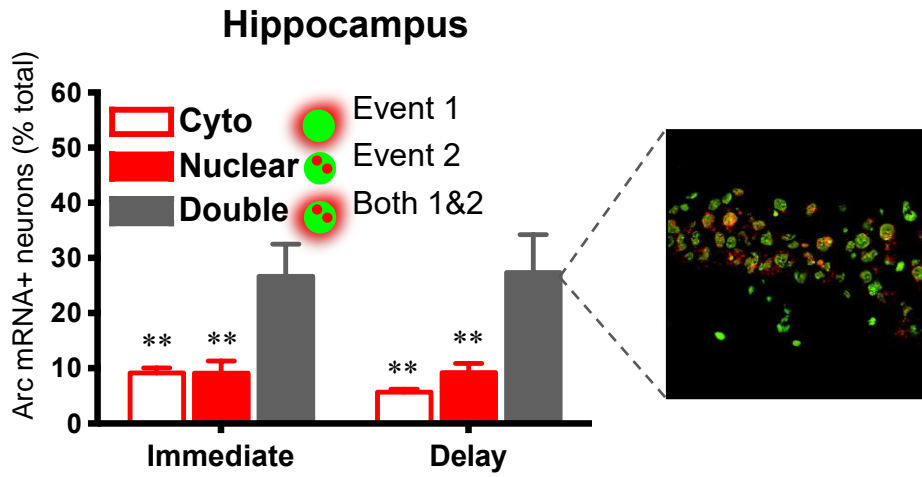 Hippocampus
Arc mRNA+ neurons (% total)
60
50
40
30
20
10
0
Cyto Event 1
Nuclear Event 2
Double Both 1&2
** ** ** **
Immediate Delay